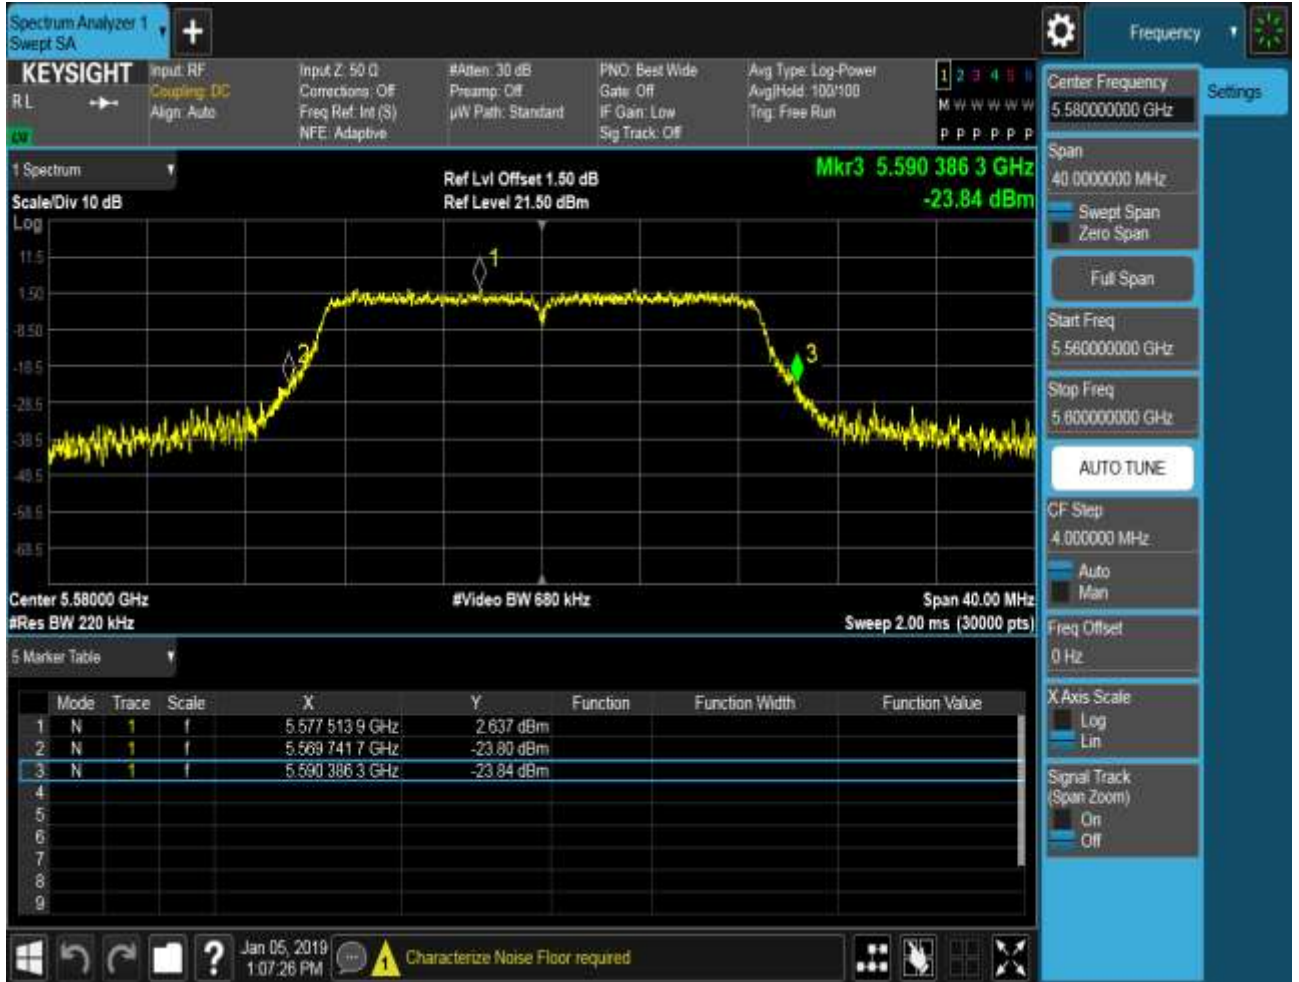 Spectrum Analyzer 1
Swept SA
+
Frequency
KEYSIGHT
Input: RF
Coupling: DC
Align: Auto
Input Z: 50 Ω
Corrections: Off
Freq Ref: Int (S)
NFE: Adaptive
#Atten: 30 dB
Preamp: Off
µW Path: Standard
PNO: Best Wide
Gate: Off
IF Gain: Low
Sig Track: Off
Avg Type: Log-Power
Avg|Hold: 100/100
Trig: Free Run
1 2 3 4 5 6
M W W W W W
P P P P P P
R L
LXI
Center Frequency
5.580000000 GHz
Settings
1 Spectrum
Scale/Div 10 dB
Ref Lvl Offset 1.50 dB
Ref Level 21.50 dBm
Mkr3 5.590 386 3 GHz
-23.84 dBm
Log
11.5
1.50
-8.50
-18.5
-28.5
-38.5
-48.5
-58.5
-68.5
1
2
3
Center 5.58000 GHz
#Res BW 220 kHz
#Video BW 680 kHz
Span 40.00 MHz
Sweep 2.00 ms (30000 pts)
Span
40.0000000 MHz
Swept Span
Zero Span
Full Span
Start Freq
5.560000000 GHz
Stop Freq
5.600000000 GHz
AUTO TUNE
CF Step
4.000000 MHz
Auto
Man
Freq Offset
0 Hz
X Axis Scale
Log
Lin
Signal Track
(Span Zoom)
On
Off
5 Marker Table
Mode Trace Scale X Y Function Function Width Function Value
1 N 1 f 5.577 513 9 GHz 2.637 dBm
2 N 1 f 5.569 741 7 GHz -23.80 dBm
3 N 1 f 5.590 386 3 GHz -23.84 dBm
4
5
6
7
8
9
?
Jan 05, 2019
1:07:26 PM
1
Characterize Noise Floor required